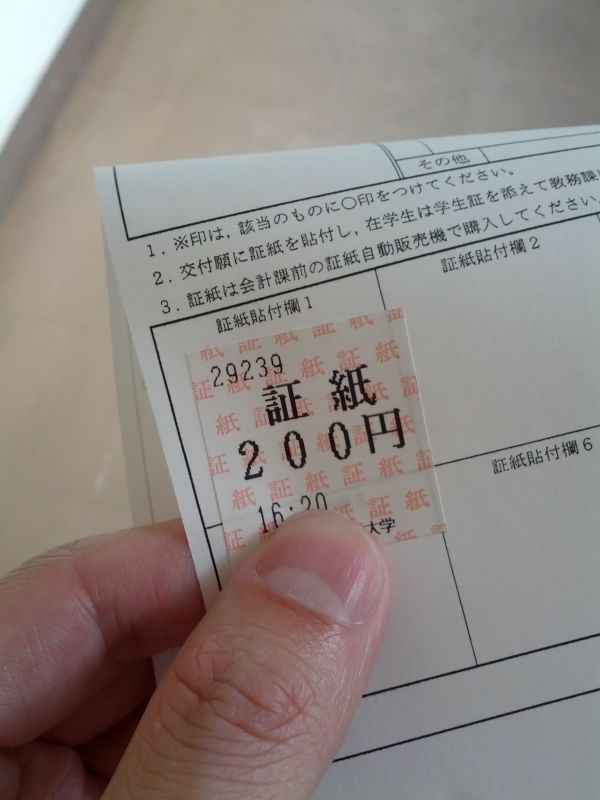 その他
1. ※印は, 該当のものに○印をつけてください。
2. 交付願に証紙を貼付し, 在学生は学生証を添えて教務課
3. 証紙は会計課前の証紙自動販売機で購入してください。
証紙貼付欄1
証紙貼付欄2
29239
証紙
200円
16:20
大学
証紙貼付欄6